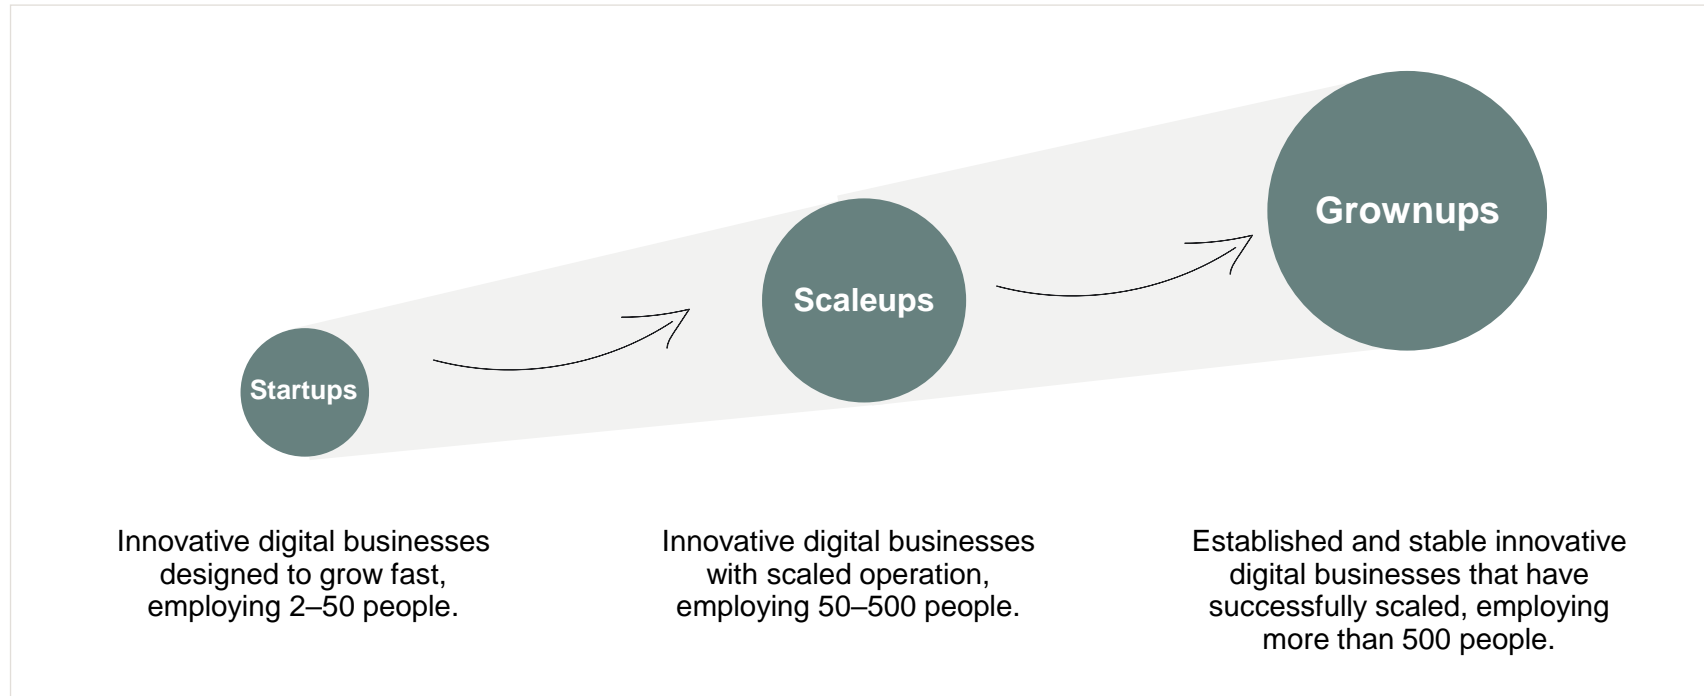 Startups
Scaleups
Grownups
Innovative digital businesses
designed to grow fast,
employing 2–50 people.
Innovative digital businesses
with scaled operation,
employing 50–500 people.
Established and stable innovative
digital businesses that have
successfully scaled, employing
more than 500 people.